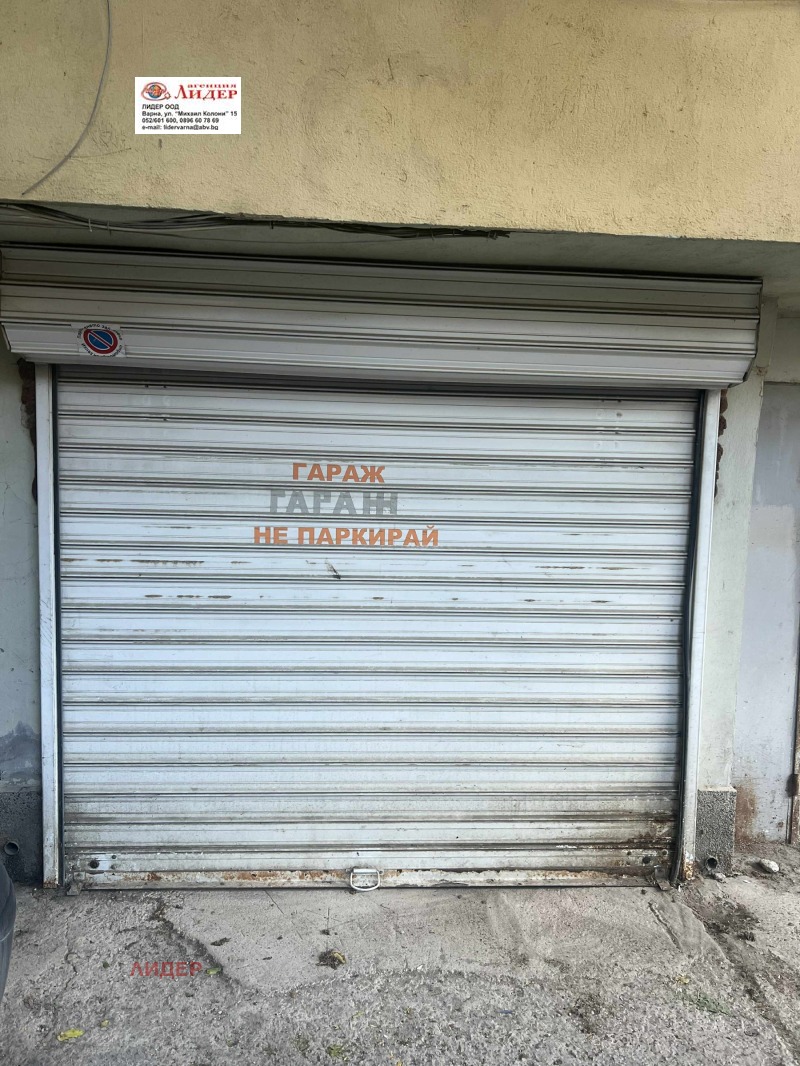 агенция
ЛИДЕР
ЛИДЕР ООД
Варна, ул. "Михаил Колони" 15
052/601 600, 0896 60 78 69
e-mail: lidervarna@abv.bg
ГАРАЖ
ГАРАЖ
НЕ ПАРКИРАЙ
ЛИДЕР